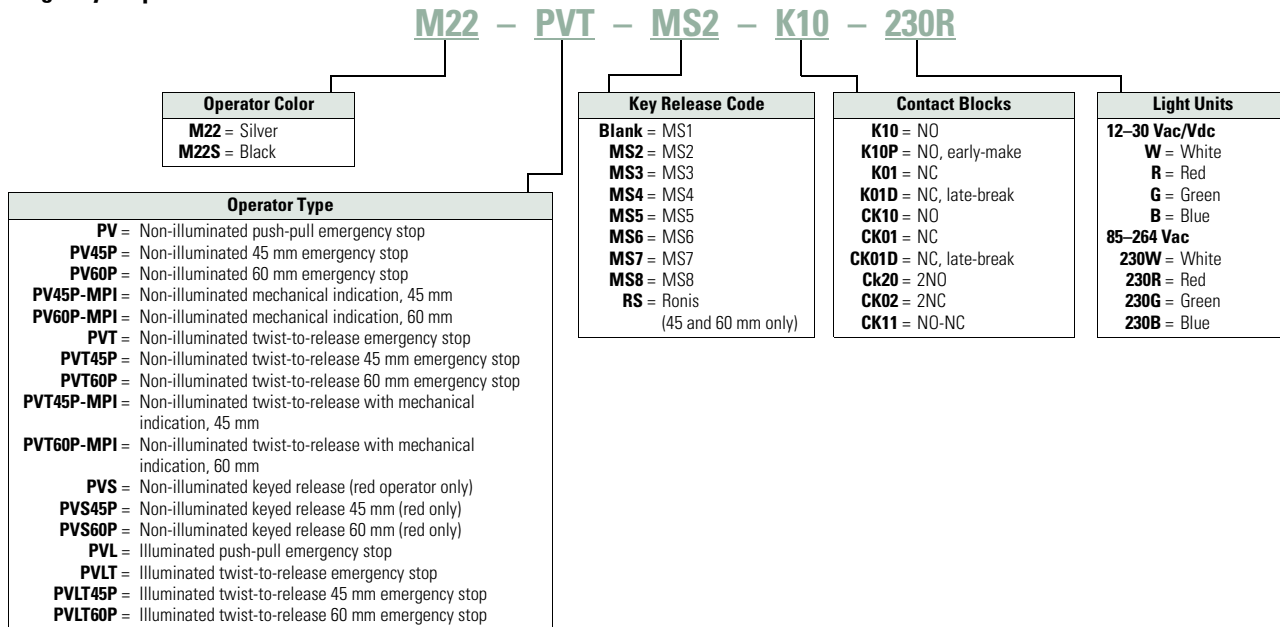 M22 – PVT – MS2 – K10 – 230R
Operator Color
M22 = Silver
M22S = Black
Operator Type
PV = Non-illuminated push-pull emergency stop
PV45P = Non-illuminated 45 mm emergency stop
PV60P = Non-illuminated 60 mm emergency stop
PV45P-MPI = Non-illuminated mechanical indication, 45 mm
PV60P-MPI = Non-illuminated mechanical indication, 60 mm
PVT = Non-illuminated twist-to-release emergency stop
PVT45P = Non-illuminated twist-to-release 45 mm emergency stop
PVT60P = Non-illuminated twist-to-release 60 mm emergency stop
PVT45P-MPI = Non-illuminated twist-to-release with mechanical
indication, 45 mm
PVT60P-MPI = Non-illuminated twist-to-release with mechanical
indication, 60 mm
PVS = Non-illuminated keyed release (red operator only)
PVS45P = Non-illuminated keyed release 45 mm (red only)
PVS60P = Non-illuminated keyed release 60 mm (red only)
PVL = Illuminated push-pull emergency stop
PVLT = Illuminated twist-to-release emergency stop
PVLT45P = Illuminated twist-to-release 45 mm emergency stop
PVLT60P = Illuminated twist-to-release 60 mm emergency stop
Key Release Code
Blank = MS1
MS2 = MS2
MS3 = MS3
MS4 = MS4
MS5 = MS5
MS6 = MS6
MS7 = MS7
MS8 = MS8
RS = Ronis
(45 and 60 mm only)
Contact Blocks
K10 = NO
K10P = NO, early-make
K01 = NC
K01D = NC, late-break
CK10 = NO
CK01 = NC
CK01D = NC, late-break
Ck20 = 2NO
CK02 = 2NC
CK11 = NO-NC
Light Units
12–30 Vac/Vdc
W = White
R = Red
G = Green
B = Blue
85–264 Vac
230W = White
230R = Red
230G = Green
230B = Blue